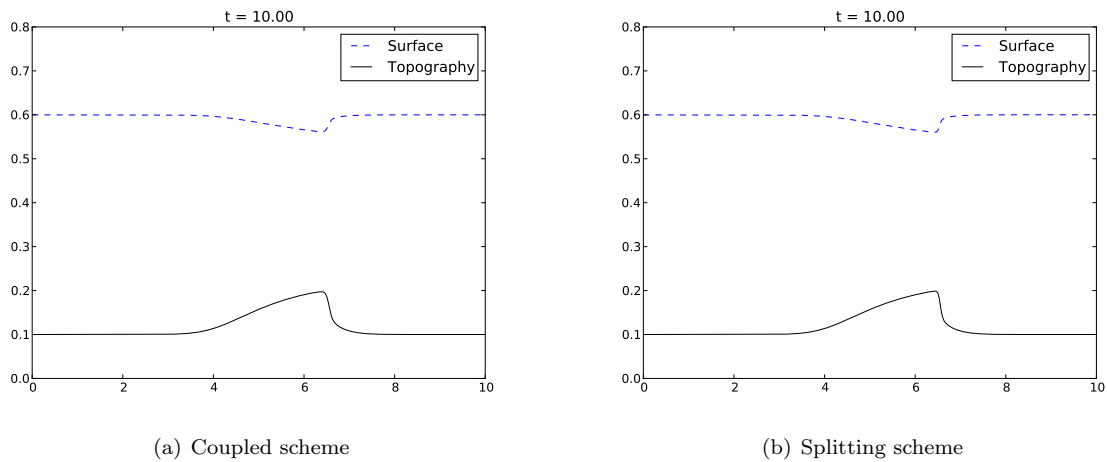 t = 10.00
0.8
0.7
0.6
0.5
0.4
0.3
0.2
0.1
0.0
0 2 4 6 8 10
Surface
Topography
(a) Coupled scheme
t = 10.00
0.8
0.7
0.6
0.5
0.4
0.3
0.2
0.1
0.0
0 2 4 6 8 10
Surface
Topography
(b) Splitting scheme